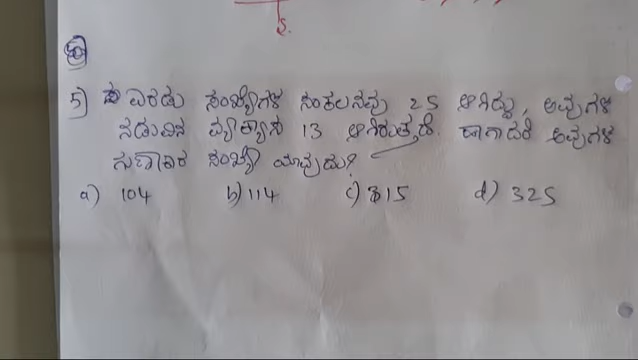 S.
5) ಎರಡು ಸಂಖ್ಯೆಗಳ ಸಂಕಲನವು 25 ಆಗಿದ್ದು, ಅವುಗಳ
ನಡುವಿನ ವ್ಯತ್ಯಾಸ 13 ಆಗಿರುತ್ತದೆ. ಹಾಗಾದರೆ ಅವುಗಳ
ಗುಣಾಕಾರ ಸಂಖ್ಯೆ ಯಾವುದು?
a) 104 b) 114 c) 315 d) 325